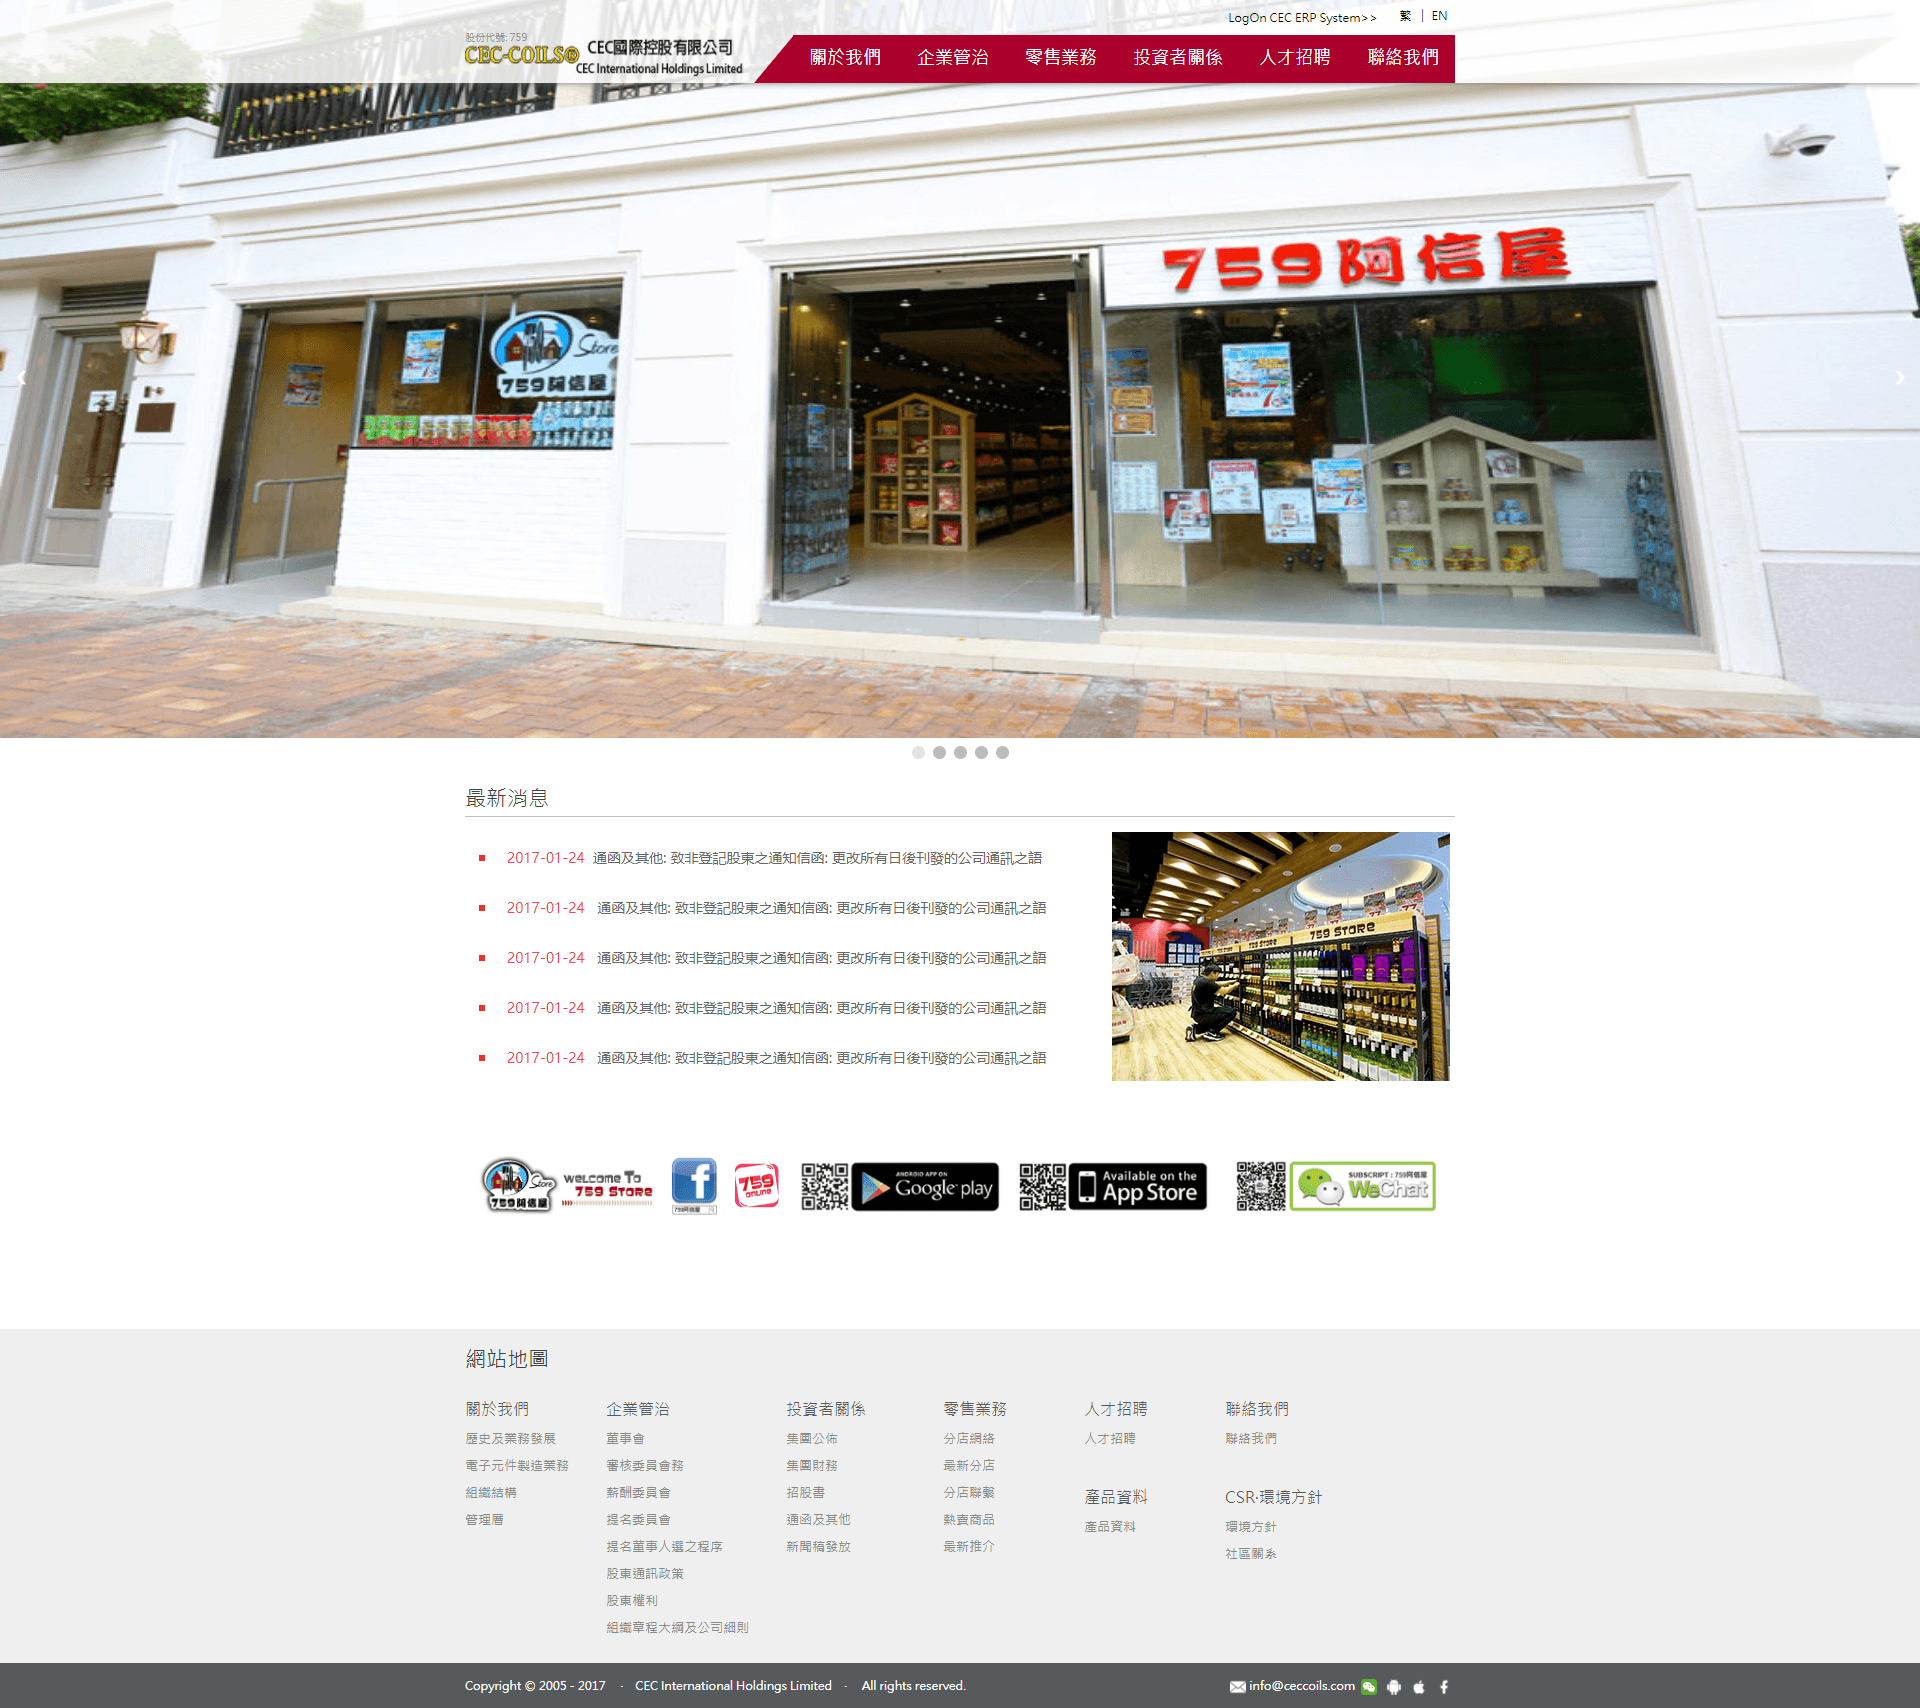 LogOn CEC ERP System>> 繁 | EN
股份代號: 759
CEC-COILS® CEC國際控股有限公司
CEC International Holdings Limited
關於我們 企業管治 零售業務 投資者關係 人才招聘 聯絡我們
759阿信屋
Store
759阿信屋
最新消息
2017-01-24 通函及其他: 致非登記股東之通知信函: 更改所有日後刊發的公司通訊之語
2017-01-24 通函及其他: 致非登記股東之通知信函: 更改所有日後刊發的公司通訊之語
2017-01-24 通函及其他: 致非登記股東之通知信函: 更改所有日後刊發的公司通訊之語
2017-01-24 通函及其他: 致非登記股東之通知信函: 更改所有日後刊發的公司通訊之語
2017-01-24 通函及其他: 致非登記股東之通知信函: 更改所有日後刊發的公司通訊之語
759 STORE 759 STORE
Store 759阿信屋
welcome To 759 Store
759阿信屋
759 ONLINE
ANDROID APP ON
Google play
Available on the
App Store
SUBSCRIPT : 759阿信屋
WeChat
網站地圖
關於我們 企業管治 投資者關係 零售業務 人才招聘 聯絡我們
歷史及業務發展 董事會 集團公佈 分店網絡 人才招聘 聯絡我們
電子元件製造業務 審核委員會務 集團財務 最新分店
組織結構 薪酬委員會 招股書 分店聯繫 產品資料 CSR·環境方針
管理層 提名委員會 通函及其他 熱賣商品 產品資料 環境方針
提名董事人選之程序 新聞稿發放 最新推介 社區關系
股東通訊政策
股東權利
組織章程大綱及公司細則
Copyright © 2005 - 2017 · CEC International Holdings Limited · All rights reserved.
info@ceccoils.com